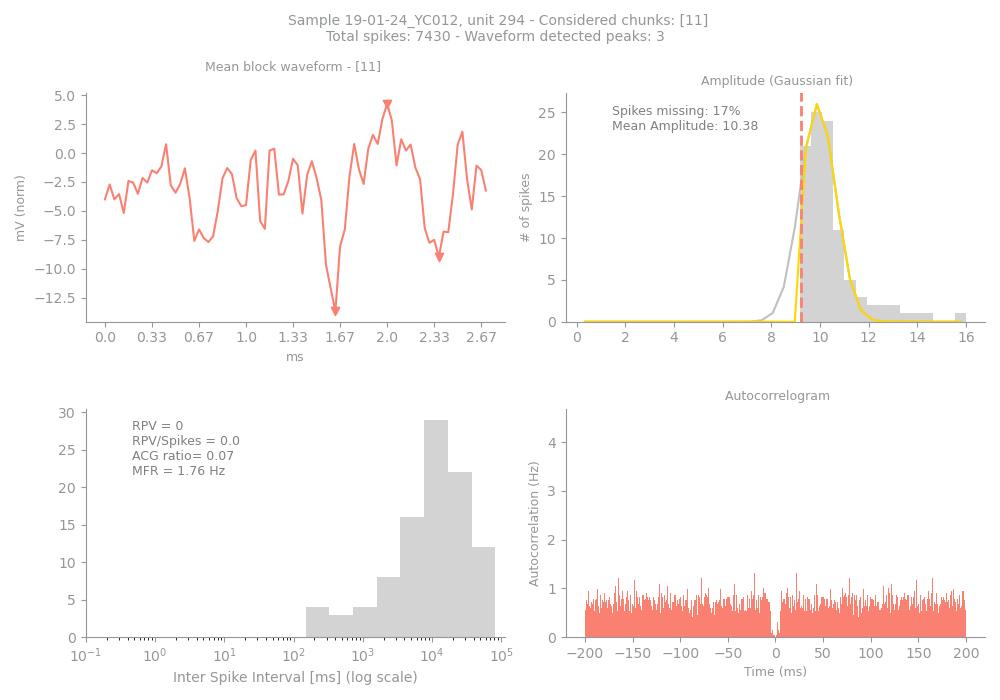 Sample 19-01-24_YC012, unit 294 - Considered chunks: [11]
Total spikes: 7430 - Waveform detected peaks: 3
Mean block waveform - [11]
5.0
2.5
0.0
−2.5
−5.0
−7.5
−10.0
−12.5
mV (norm)
0.0 0.33 0.67 1.0 1.33 1.67 2.0 2.33 2.67
ms
Amplitude (Gaussian fit)
Spikes missing: 17%
Mean Amplitude: 10.38
25
20
15
10
5
0
# of spikes
0 2 4 6 8 10 12 14 16
RPV = 0
RPV/Spikes = 0.0
ACG ratio= 0.07
MFR = 1.76 Hz
30
25
20
15
10
5
0
10⁻¹ 10⁰ 10¹ 10² 10³ 10⁴ 10⁵
Inter Spike Interval [ms] (log scale)
Autocorrelogram
4
3
2
1
0
Autocorrelation (Hz)
−200 −150 −100 −50 0 50 100 150 200
Time (ms)